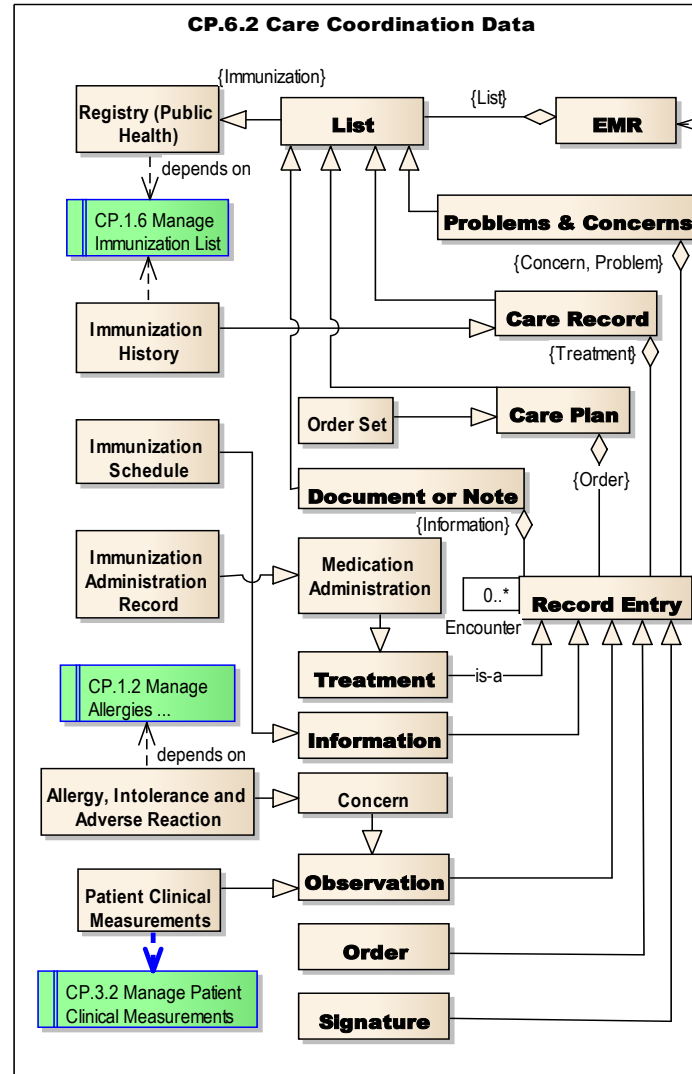 CP.6.2 Care Coordination Data
{Immunization}
{List}
Registry (Public
Health)
List
EMR
depends on
CP.1.6 Manage
Immunization List
Problems & Concerns
{Concern, Problem}
Immunization
History
Care Record
{Treatment}
Order Set
Care Plan
Immunization
Schedule
{Order}
Document or Note
{Information}
Immunization
Administration
Record
Medication
Administration
0..*
Record Entry
Encounter
CP.1.2 Manage
Allergies ...
Treatment
is-a
depends on
Information
Allergy, Intolerance and
Adverse Reaction
Concern
Patient Clinical
Measurements
Observation
Order
CP.3.2 Manage Patient
Clinical Measurements
Signature